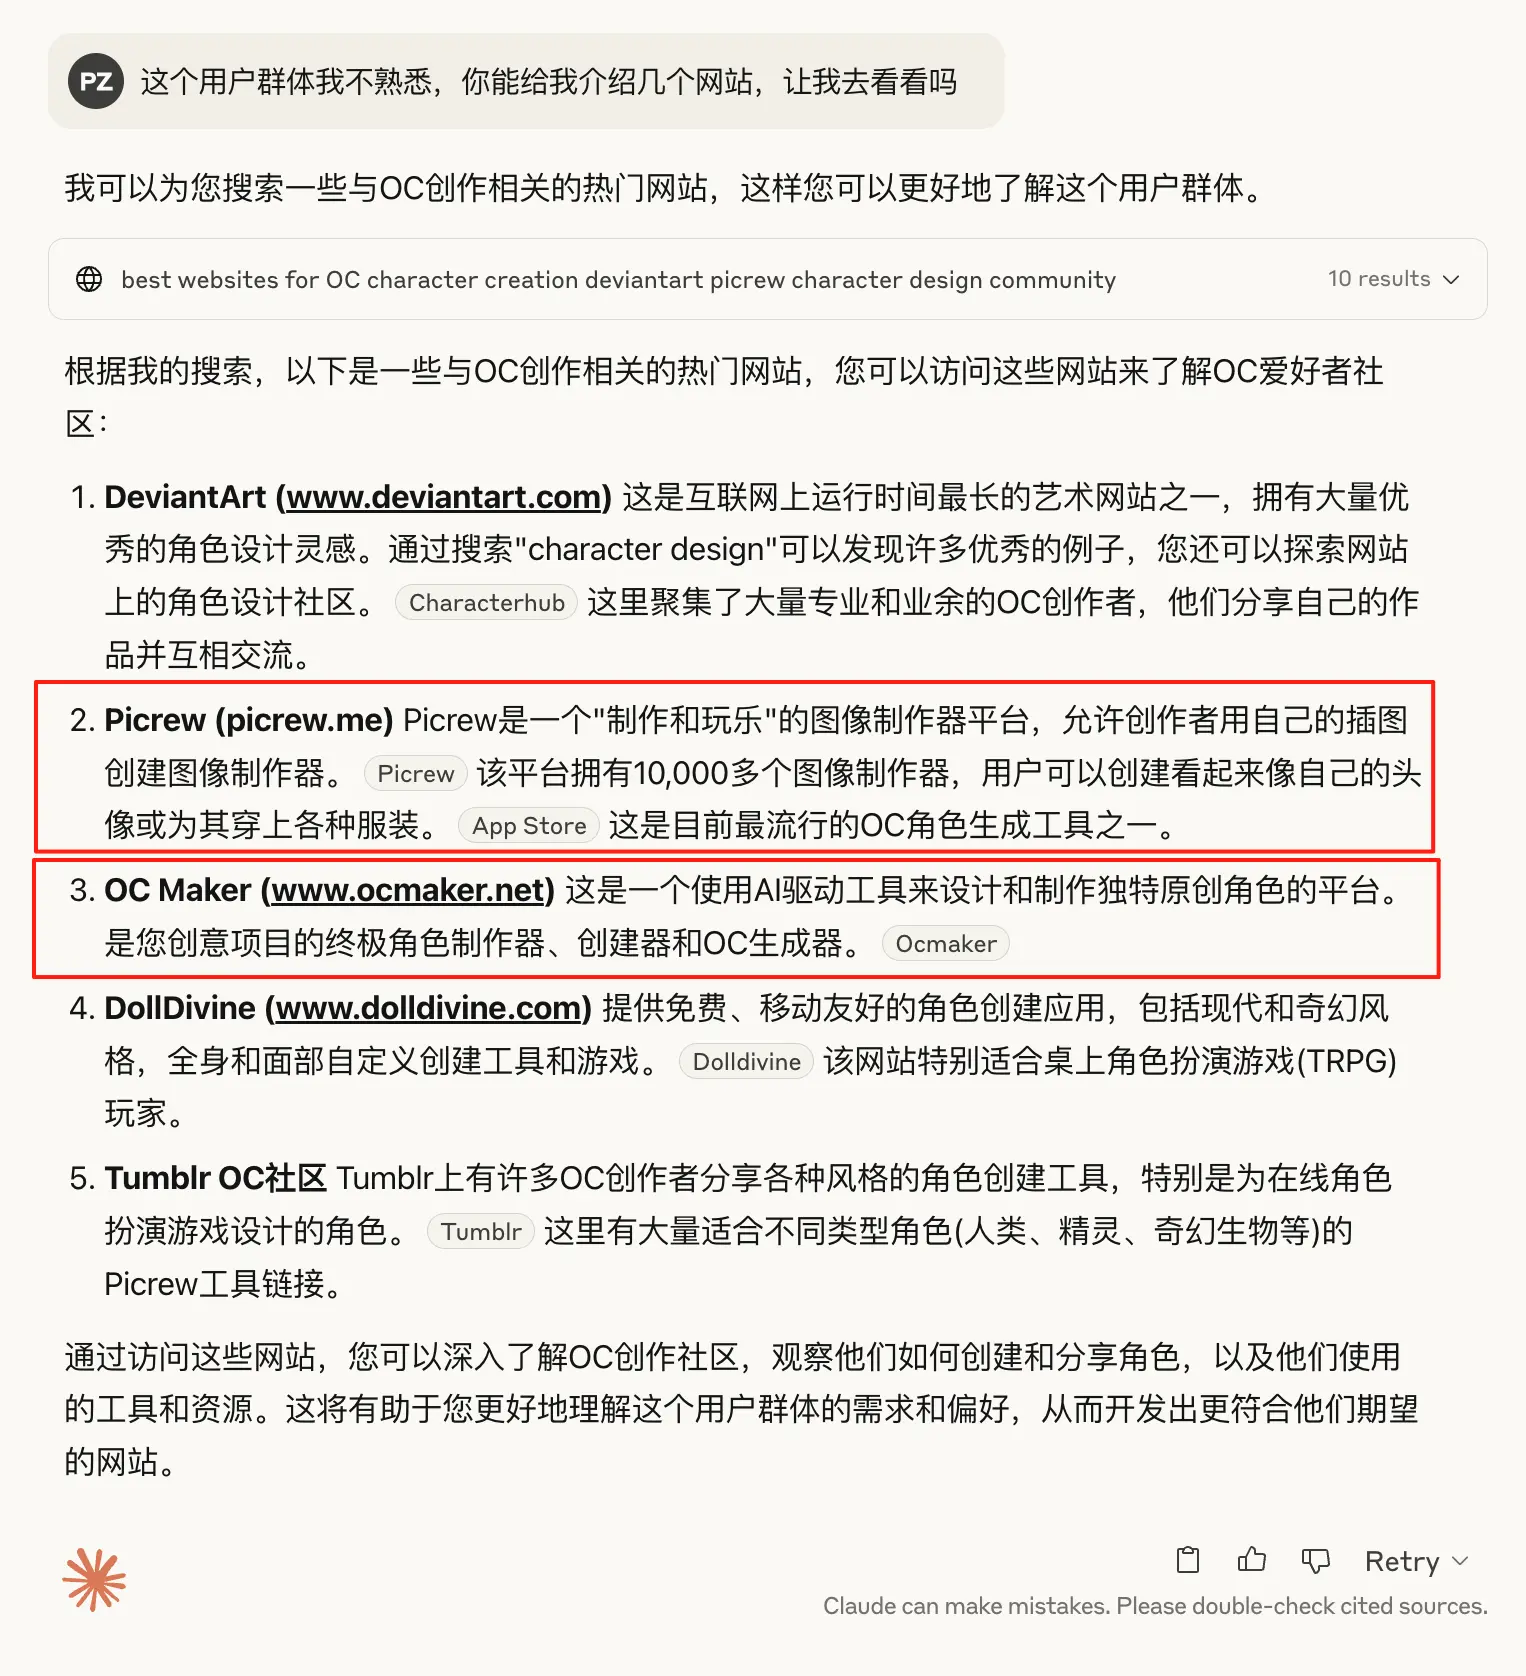 PZ 这个用户群体我不熟悉，你能给我介绍几个网站，让我去看看吗
我可以为您搜索一些与OC创作相关的热门网站，这样您可以更好地了解这个用户群体。
best websites for OC character creation deviantart picrew character design community 10 results
根据我的搜索，以下是一些与OC创作相关的热门网站，您可以访问这些网站来了解OC爱好者社
区：
1. DeviantArt (www.deviantart.com) 这是互联网上运行时间最长的艺术网站之一，拥有大量优
秀的角色设计灵感。通过搜索"character design"可以发现许多优秀的例子，您还可以探索网站
上的角色设计社区。 Characterhub 这里聚集了大量专业和业余的OC创作者，他们分享自己的作
品并互相交流。
2. Picrew (picrew.me) Picrew是一个"制作和玩乐"的图像制作器平台，允许创作者用自己的插图
创建图像制作器。 Picrew 该平台拥有10,000多个图像制作器，用户可以创建看起来像自己的头
像或为其穿上各种服装。 App Store 这是目前最流行的OC角色生成工具之一。
3. OC Maker (www.ocmaker.net) 这是一个使用AI驱动工具来设计和制作独特原创角色的平台。
是您创意项目的终极角色制作器、创建器和OC生成器。 Ocmaker
4. DollDivine (www.dolldivine.com) 提供免费、移动友好的角色创建应用，包括现代和奇幻风
格，全身和面部自定义创建工具和游戏。 Dolldivine 该网站特别适合桌上角色扮演游戏(TRPG)
玩家。
5. Tumblr OC社区 Tumblr上有许多OC创作者分享各种风格的角色创建工具，特别是为在线角色
扮演游戏设计的角色。 Tumblr 这里有大量适合不同类型角色(人类、精灵、奇幻生物等)的
Picrew工具链接。
通过访问这些网站，您可以深入了解OC创作社区，观察他们如何创建和分享角色，以及他们使用
的工具和资源。这将有助于您更好地理解这个用户群体的需求和偏好，从而开发出更符合他们期望
的网站。
Retry
Claude can make mistakes. Please double-check cited sources.